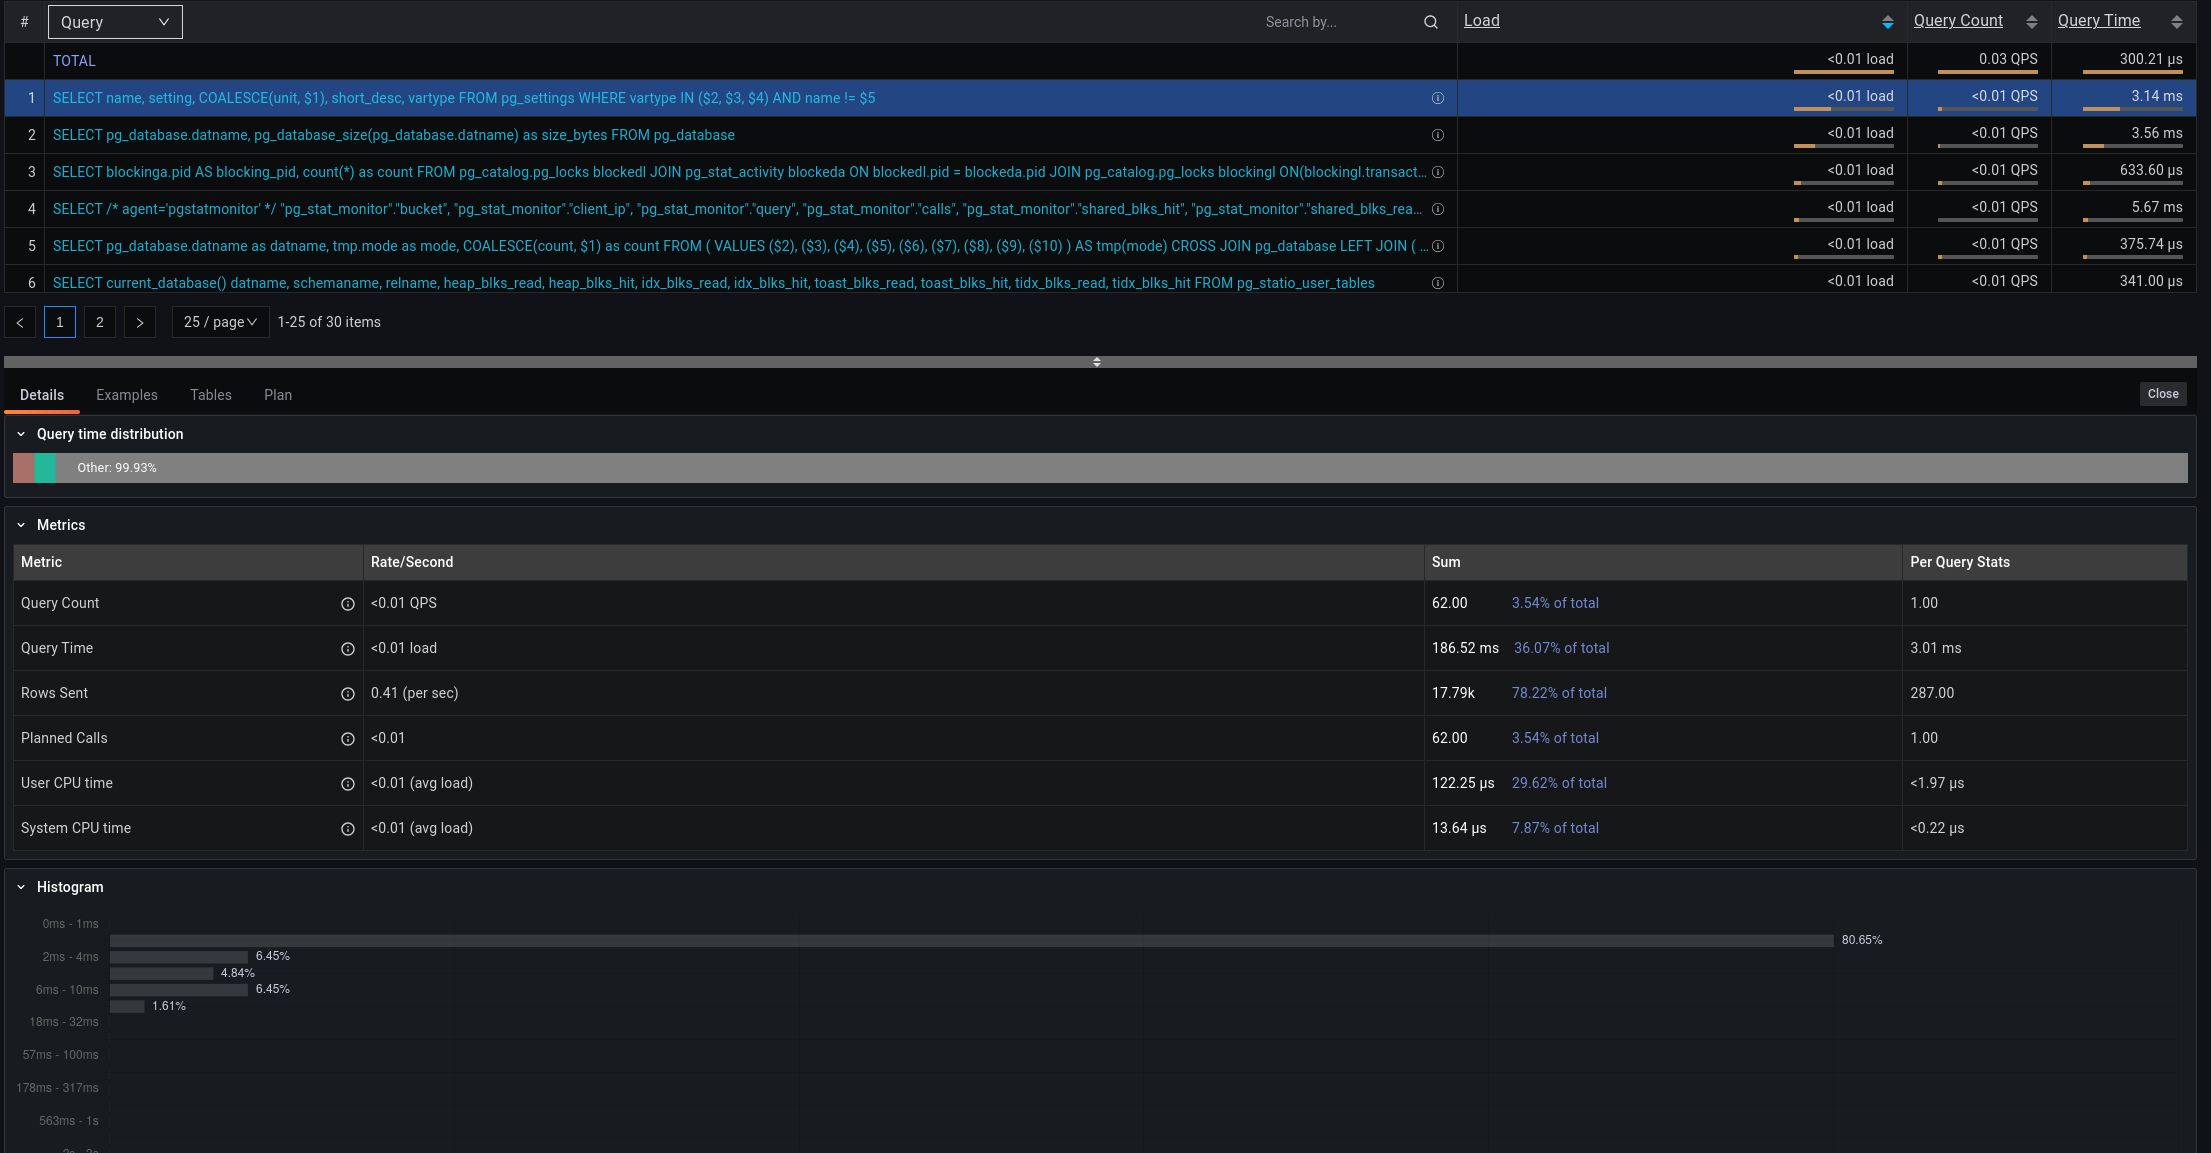 # Query Search by... Load Query Count Query Time
TOTAL <0.01 load 0.03 QPS 300.21 µs
1 SELECT name, setting, COALESCE(unit, $1), short_desc, vartype FROM pg_settings WHERE vartype IN ($2, $3, $4) AND name != $5 <0.01 load <0.01 QPS 3.14 ms
2 SELECT pg_database.datname, pg_database_size(pg_database.datname) as size_bytes FROM pg_database <0.01 load <0.01 QPS 3.56 ms
3 SELECT blockinga.pid AS blocking_pid, count(*) as count FROM pg_catalog.pg_locks blockedl JOIN pg_stat_activity blockeda ON blockedl.pid = blockeda.pid JOIN pg_catalog.pg_locks blockingl ON(blockingl.transact... <0.01 load <0.01 QPS 633.60 µs
4 SELECT /* agent='pgstatmonitor' */ "pg_stat_monitor"."bucket", "pg_stat_monitor"."client_ip", "pg_stat_monitor"."query", "pg_stat_monitor"."calls", "pg_stat_monitor"."shared_blks_hit", "pg_stat_monitor"."shared_blks_rea... <0.01 load <0.01 QPS 5.67 ms
5 SELECT pg_database.datname as datname, tmp.mode as mode, COALESCE(count, $1) as count FROM ( VALUES ($2), ($3), ($4), ($5), ($6), ($7), ($8), ($9), ($10) ) AS tmp(mode) CROSS JOIN pg_database LEFT JOIN ( ... <0.01 load <0.01 QPS 375.74 µs
6 SELECT current_database() datname, schemaname, relname, heap_blks_read, heap_blks_hit, idx_blks_read, idx_blks_hit, toast_blks_read, toast_blks_hit, tidx_blks_read, tidx_blks_hit FROM pg_statio_user_tables <0.01 load <0.01 QPS 341.00 µs
< 1 2 > 25 / page 1-25 of 30 items
Details Examples Tables Plan Close
Query time distribution
Other: 99.93%
Metrics
Metric Rate/Second Sum Per Query Stats
Query Count <0.01 QPS 62.00 3.54% of total 1.00
Query Time <0.01 load 186.52 ms 36.07% of total 3.01 ms
Rows Sent 0.41 (per sec) 17.79k 78.22% of total 287.00
Planned Calls <0.01 62.00 3.54% of total 1.00
User CPU time <0.01 (avg load) 122.25 µs 29.62% of total <1.97 µs
System CPU time <0.01 (avg load) 13.64 µs 7.87% of total <0.22 µs
Histogram
0ms - 1ms
80.65%
2ms - 4ms 6.45%
4.84%
6ms - 10ms 6.45%
1.61%
18ms - 32ms
57ms - 100ms
178ms - 317ms
563ms - 1s